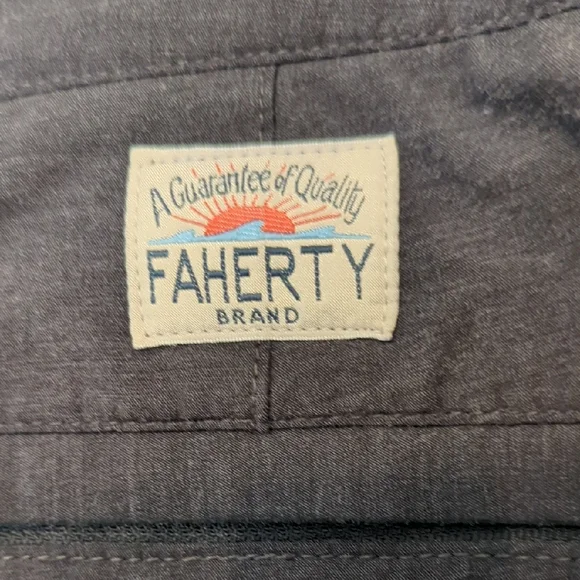 A Guarantee of Quality
FAHERTY
BRAND